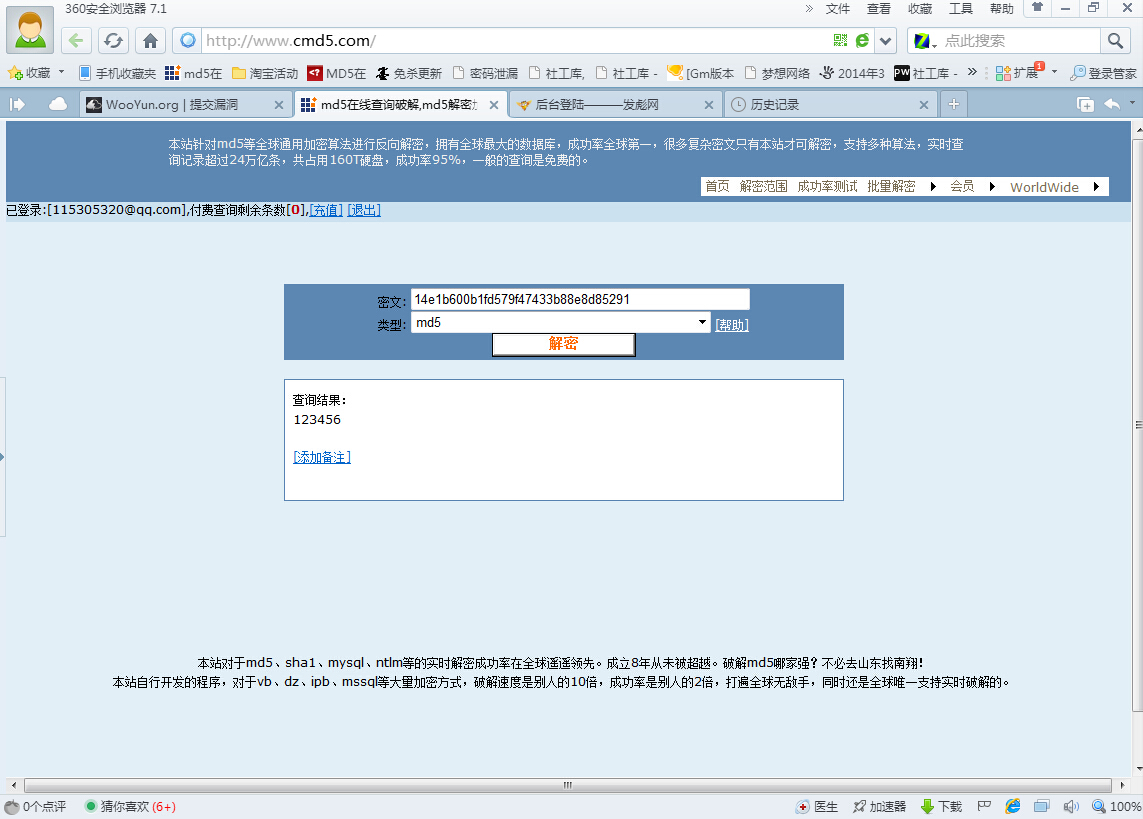 360安全浏览器 7.1 » 文件 查看 收藏 工具 帮助
http://www.cmd5.com/ 点此搜索
收藏 手机收藏夹 md5在 淘宝活动 MD5在 免杀更新 密码泄漏 社工库, 社工库 - [Gm版本 梦想网络 2014年3 社工库 - » 扩展 1 登录管家
WooYun.org | 提交漏洞 md5在线查询破解,md5解密 后台登陆———发彪网 历史记录
本站针对md5等全球通用加密算法进行反向解密，拥有全球最大的数据库，成功率全球第一，很多复杂密文只有本站才可解密，支持多种算法，实时查
询记录超过24万亿条，共占用160T硬盘，成功率95%，一般的查询是免费的。
首页 解密范围 成功率测试 批量解密 会员 WorldWide
已登录:[115305320@qq.com],付费查询剩余条数[0],[充值] [退出]
密文: 14e1b600b1fd579f47433b88e8d85291
类型: md5 [帮助]
解密
查询结果:
123456
[添加备注]
本站对于md5、sha1、mysql、ntlm等的实时解密成功率在全球遥遥领先。成立8年从未被超越。破解md5哪家强？不必去山东找南翔！
本站自行开发的程序，对于vb、dz、ipb、mssql等大量加密方式，破解速度是别人的10倍，成功率是别人的2倍，打遍全球无敌手，同时还是全球唯一支持实时破解的。
0个点评 猜你喜欢 (6+) 医生 加速器 下载 100%